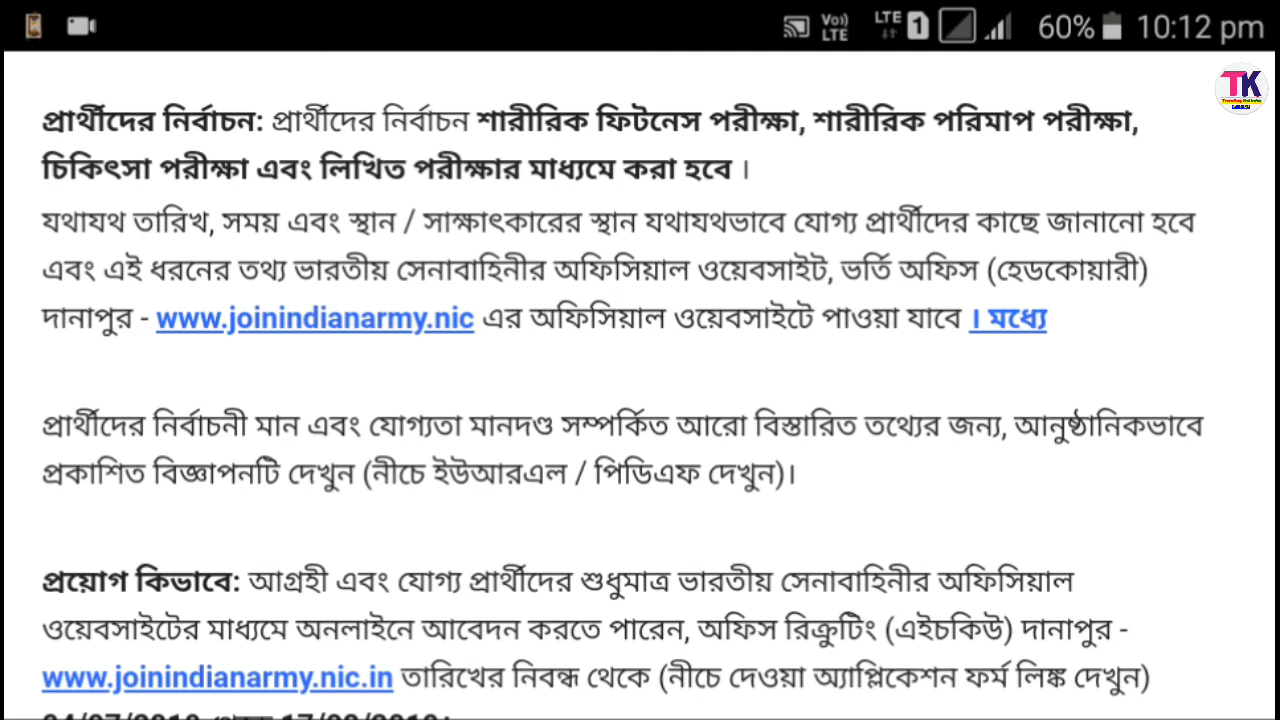 Vo)) LTE LTE 1 60% 10:12 pm
TK
প্রার্থীদের নির্বাচন: প্রার্থীদের নির্বাচন শারীরিক ফিটনেস পরীক্ষা, শারীরিক পরিমাপ পরীক্ষা,
চিকিৎসা পরীক্ষা এবং লিখিত পরীক্ষার মাধ্যমে করা হবে ।
যথাযথ তারিখ, সময় এবং স্থান / সাক্ষাৎকারের স্থান যথাযথভাবে যোগ্য প্রার্থীদের কাছে জানানো হবে
এবং এই ধরনের তথ্য ভারতীয় সেনাবাহিনীর অফিসিয়াল ওয়েবসাইট, ভর্তি অফিস (হেডকোয়ারী)
দানাপুর - www.joinindianarmy.nic এর অফিসিয়াল ওয়েবসাইটে পাওয়া যাবে । মধ্যে
প্রার্থীদের নির্বাচনী মান এবং যোগ্যতা মানদণ্ড সম্পর্কিত আরো বিস্তারিত তথ্যের জন্য, আনুষ্ঠানিকভাবে
প্রকাশিত বিজ্ঞাপনটি দেখুন (নীচে ইউআরএল / পিডিএফ দেখুন)।
প্রয়োগ কিভাবে: আগ্রহী এবং যোগ্য প্রার্থীদের শুধুমাত্র ভারতীয় সেনাবাহিনীর অফিসিয়াল
ওয়েবসাইটের মাধ্যমে অনলাইনে আবেদন করতে পারেন, অফিস রিক্রুটিং (এইচকিউ) দানাপুর -
www.joinindianarmy.nic.in তারিখের নিবন্ধ থেকে (নীচে দেওয়া অ্যাপ্লিকেশন ফর্ম লিঙ্ক দেখুন)